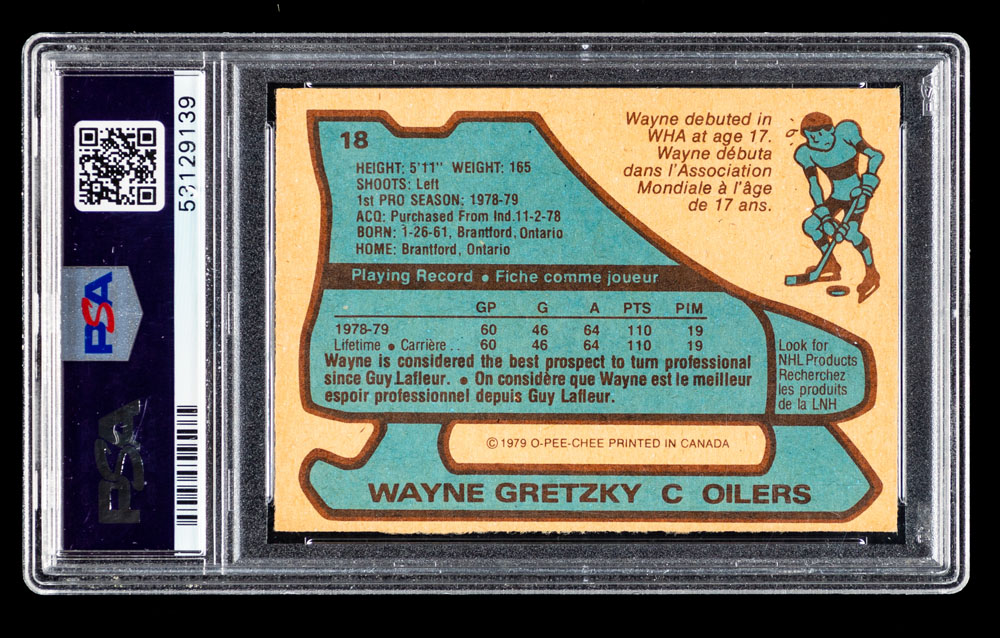 53129139
PSA
PSA
18
HEIGHT: 5'11" WEIGHT: 165
SHOOTS: Left
1st PRO SEASON: 1978-79
ACQ: Purchased From Ind. 11-2-78
BORN: 1-26-61, Brantford, Ontario
HOME: Brantford, Ontario
Wayne debuted in
WHA at age 17.
Wayne débuta
dans l'Association
Mondiale à l'âge
de 17 ans.
Playing Record • Fiche comme joueur
GP G A PTS PIM
1978-79 60 46 64 110 19
Lifetime • Carrière.. 60 46 64 110 19
Wayne is considered the best prospect to turn professional
since Guy Lafleur. • On considère que Wayne est le meilleur
espoir professionnel depuis Guy Lafleur.
Look for
NHL Products
Recherchez
les produits
de la LNH
© 1979 O-PEE-CHEE PRINTED IN CANADA
WAYNE GRETZKY C OILERS